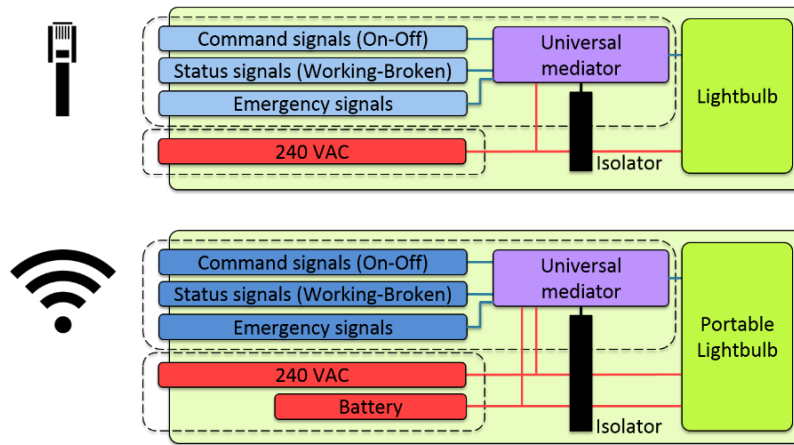 Command signals (On-Off)
Status signals (Working-Broken)
Emergency signals
240 VAC
Universal
mediator
Isolator
Lightbulb
Command signals (On-Off)
Status signals (Working-Broken)
Emergency signals
240 VAC
Battery
Universal
mediator
Isolator
Portable
Lightbulb